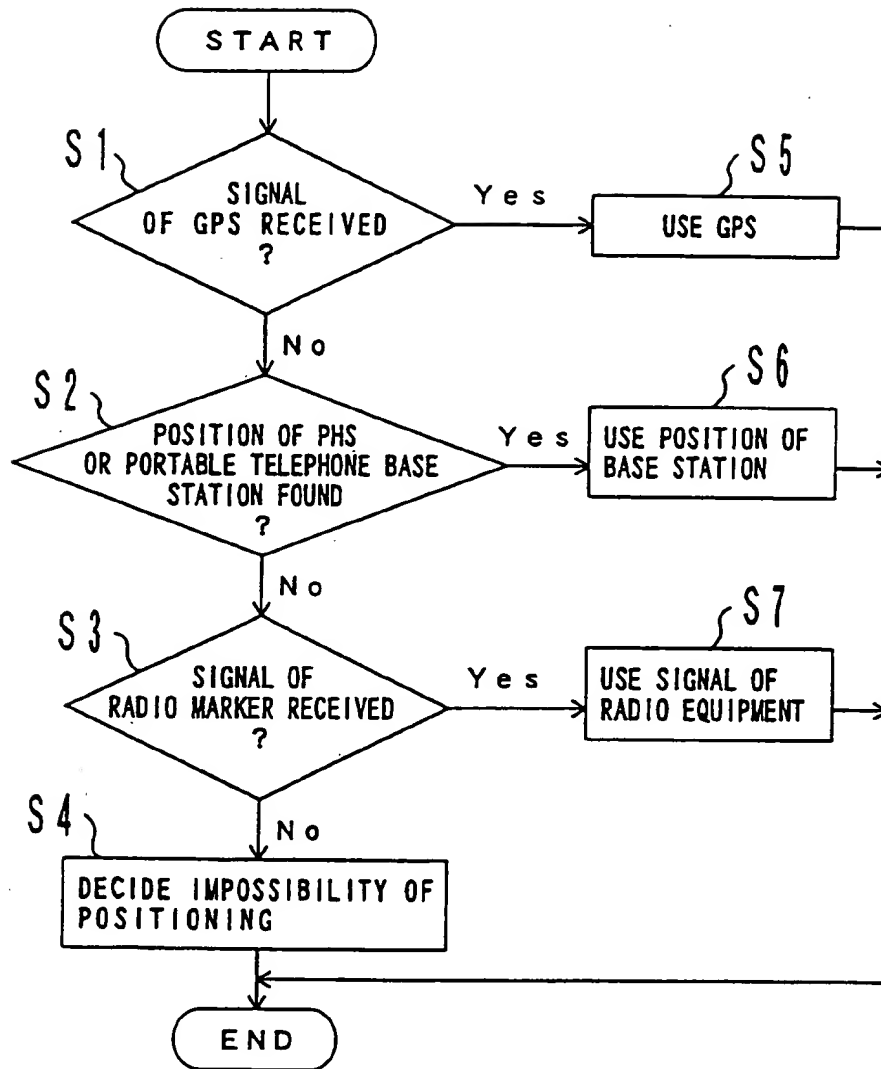 START
S1
SIGNAL
OF GPS RECEIVED
?
Yes
S5
USE GPS
No
S2
POSITION OF PHS
OR PORTABLE TELEPHONE BASE
STATION FOUND
?
Yes
S6
USE POSITION OF
BASE STATION
No
S3
SIGNAL OF
RADIO MARKER RECEIVED
?
Yes
S7
USE SIGNAL OF
RADIO EQUIPMENT
No
S4
DECIDE IMPOSSIBILITY OF
POSITIONING
END